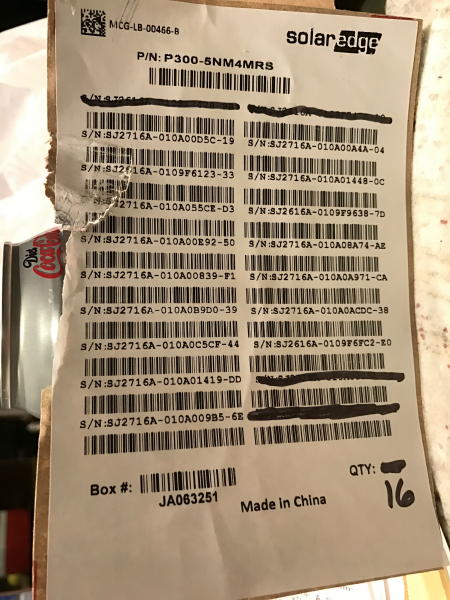 MCG-LB-00466-B
solaredge
P/N: P300-5NM4MRS
S/N:SJ2716A-010A00D5C-19
S/N:SJ2716A-010A00A4A-04
S/N:SJ2616A-0109F6123-33
S/N:SJ2716A-010A01448-0C
S/N:SJ2716A-010A055CE-D3
S/N:SJ2616A-0109F9638-7D
S/N:SJ2716A-010A00E92-50
S/N:SJ2716A-010A08A74-AE
S/N:SJ2716A-010A00839-F1
S/N:SJ2716A-010A0A971-CA
S/N:SJ2716A-010A0B9D0-39
S/N:SJ2716A-010A0ACDC-38
S/N:SJ2716A-010A0C5CF-44
S/N:SJ2616A-0109F6FC2-E0
S/N:SJ2716A-010A01419-DD
S/N:SJ2716A-010A009B5-6E
Box #:
JA063251
Made in China
QTY:
16
Diet